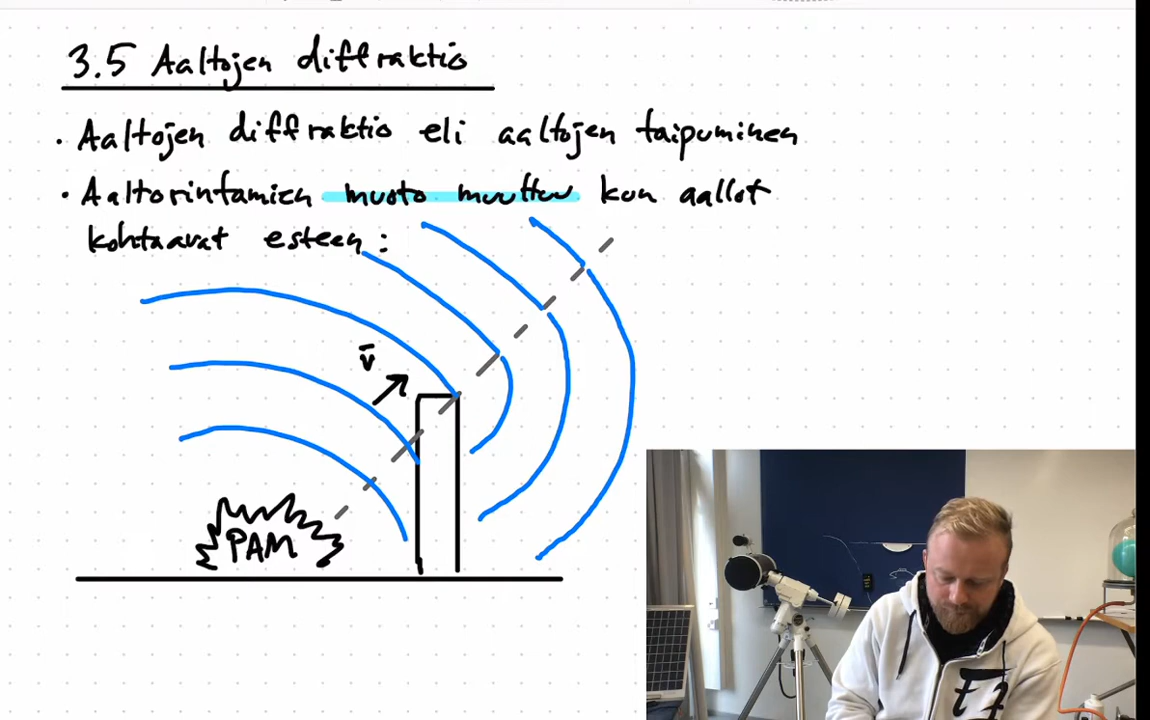 3.5 Aaltojen diffraktio
· Aaltojen diffraktio eli aaltojen taipuminen
· Aaltorintamien muoto muuttuu kun aallot
kohtaavat esteen:
v̄
PAM